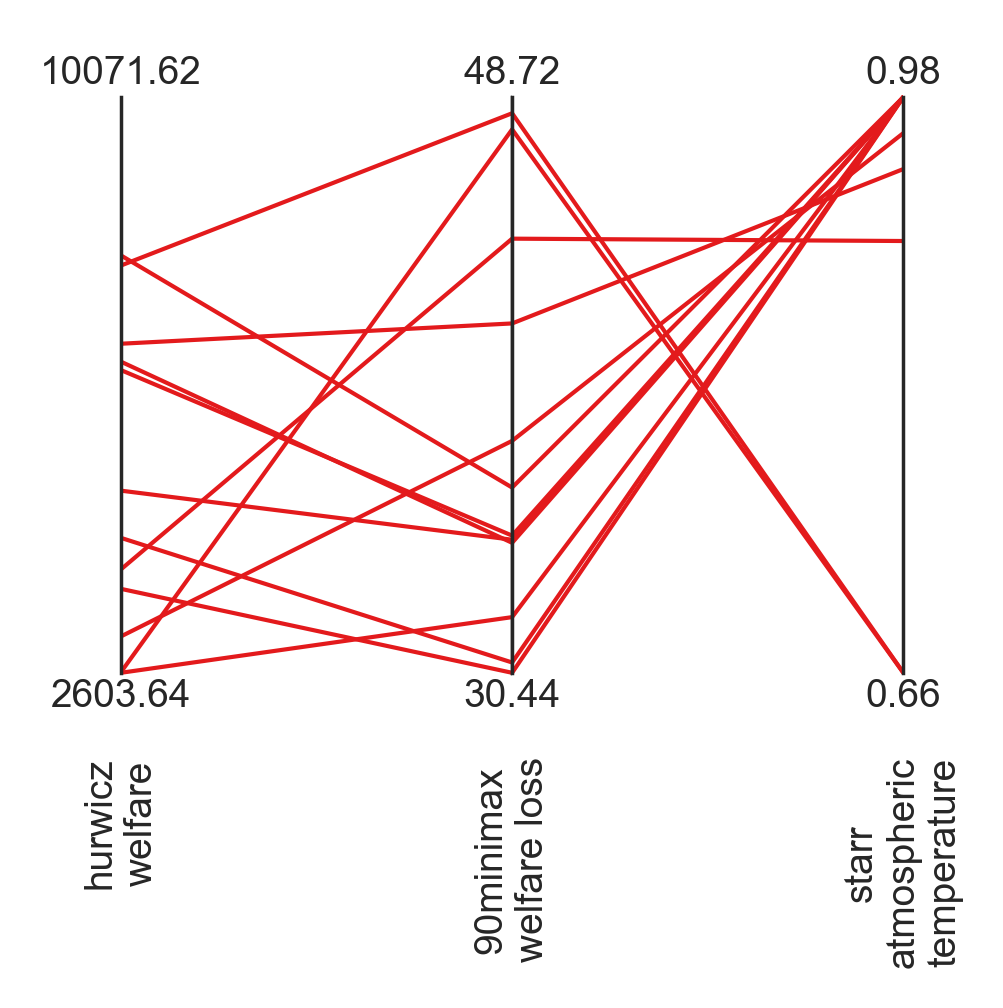 10071.62
48.72
0.98
2603.64
30.44
0.66
hurwicz
welfare
90minimax
welfare loss
starr
atmospheric
temperature